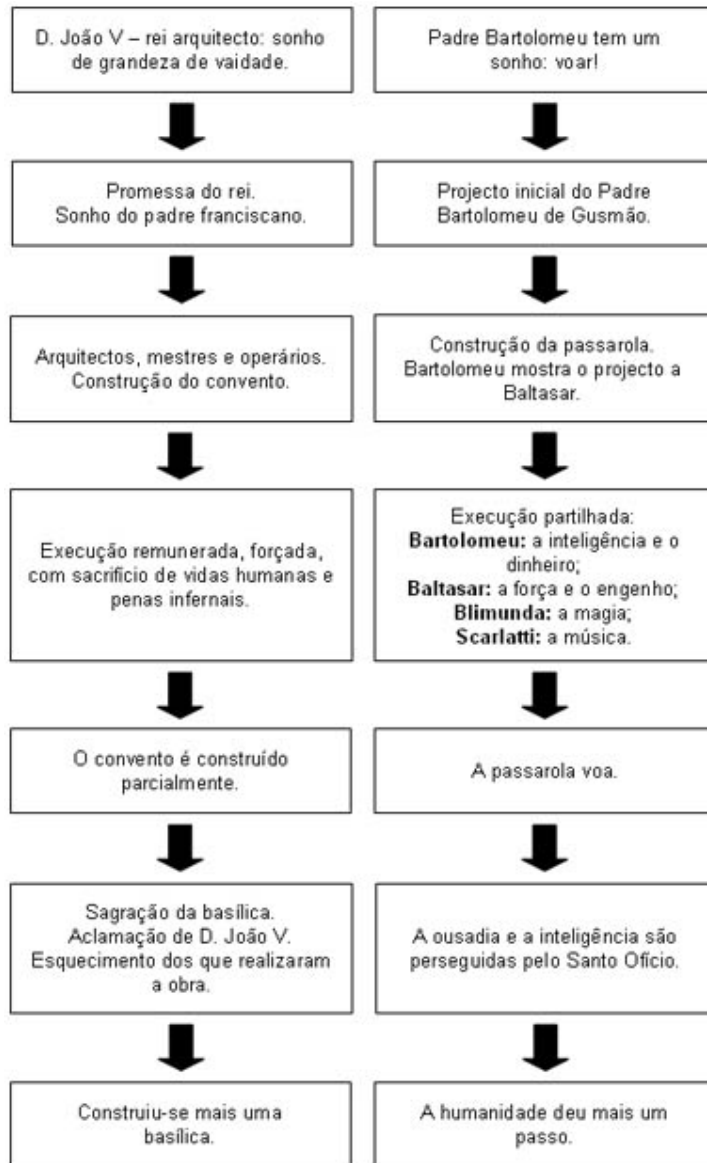 D. João V – rei arquitecto: sonho
de grandeza de vaidade.
Padre Bartolomeu tem um
sonho: voar!
Promessa do rei.
Sonho do padre franciscano.
Projecto inicial do Padre
Bartolomeu de Gusmão.
Arquitectos, mestres e operários.
Construção do convento.
Construção da passarola.
Bartolomeu mostra o projecto a
Baltasar.
Execução remunerada, forçada,
com sacrifício de vidas humanas e
penas infernais.
Execução partilhada:
Bartolomeu: a inteligência e o
dinheiro;
Baltasar: a força e o engenho;
Blimunda: a magia;
Scarlatti: a música.
O convento é construído
parcialmente.
A passarola voa.
Sagração da basílica.
Aclamação de D. João V.
Esquecimento dos que realizaram
a obra.
A ousadia e a inteligência são
perseguidas pelo Santo Ofício.
Construiu-se mais uma
basílica.
A humanidade deu mais um
passo.